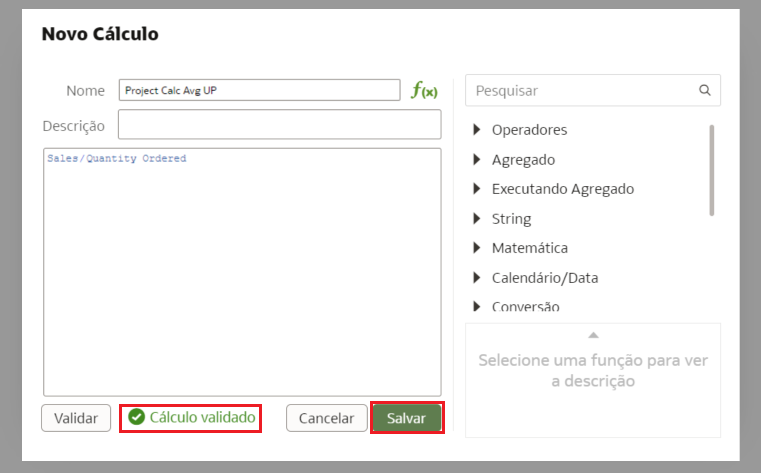 Novo Cálculo
Nome
Project Calc Avg UP
f(x)
Descrição
Sales/Quantity Ordered
Validar
Cálculo validado
Cancelar
Salvar
Pesquisar
Operadores
Agregado
Executando Agregado
String
Matemática
Calendário/Data
Conversão
Selecione uma função para ver
a descrição